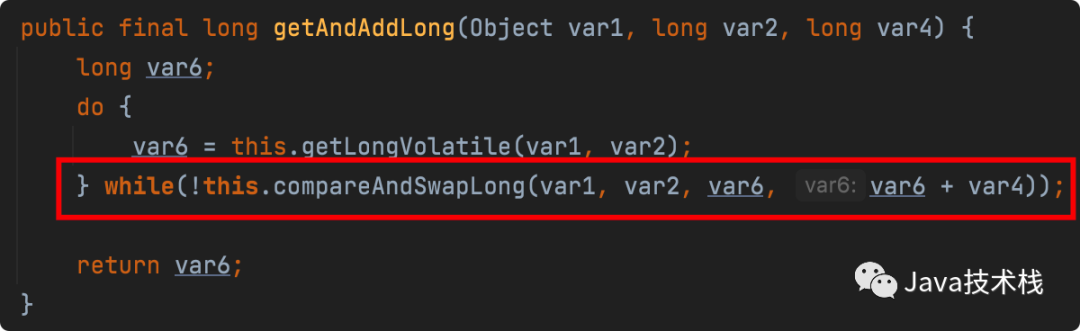 public final long getAndAddLong(Object var1, long var2, long var4) {
long var6;
do {
var6 = this.getLongVolatile(var1, var2);
} while(!this.compareAndSwapLong(var1, var2, var6, var6: var6 + var4));
return var6;
}
Java技术栈